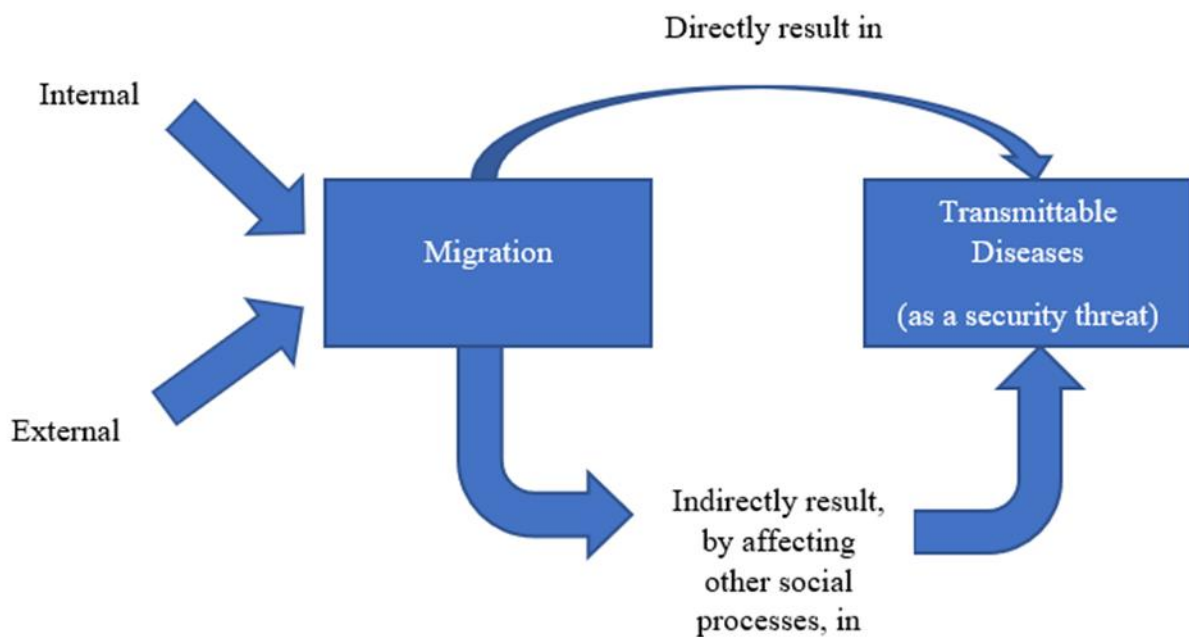 Directly result in
Internal
Migration
Transmittable
Diseases
(as a security threat)
External
Indirectly result,
by affecting
other social
processes, in